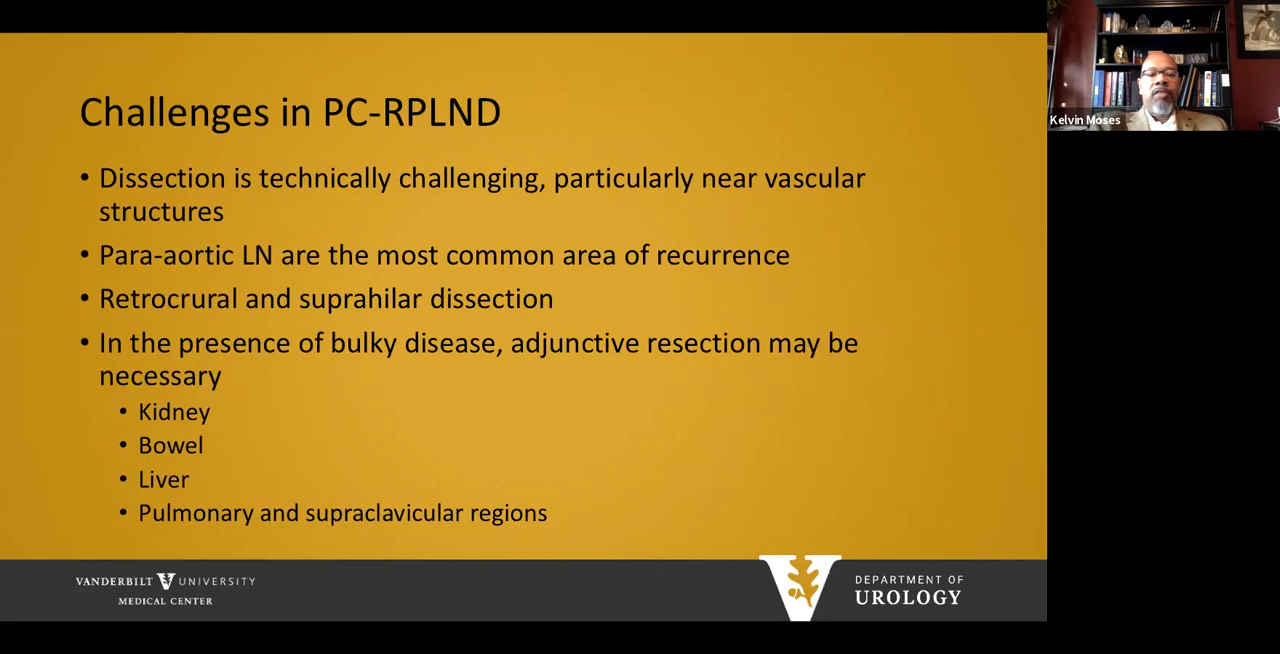 Challenges in PC-RPLND
• Dissection is technically challenging, particularly near vascular
structures
• Para-aortic LN are the most common area of recurrence
• Retrocrural and suprahilar dissection
• In the presence of bulky disease, adjunctive resection may be
necessary
• Kidney
• Bowel
• Liver
• Pulmonary and supraclavicular regions
VANDERBILT UNIVERSITY
MEDICAL CENTER
DEPARTMENT OF
UROLOGY
Kelvin Moses